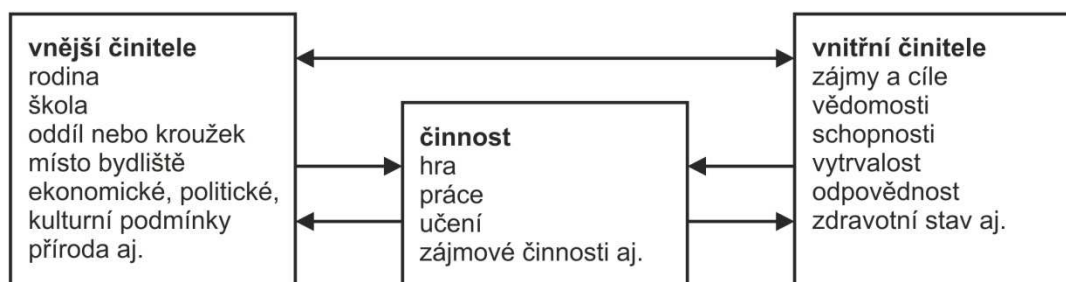 vnější činitele
rodina
škola
oddíl nebo kroužek
místo bydliště
ekonomické, politické,
kulturní podmínky
příroda aj.
činnost
hra
práce
učení
zájmové činnosti aj.
vnitřní činitele
zájmy a cíle
vědomosti
schopnosti
vytrvalost
odpovědnost
zdravotní stav aj.